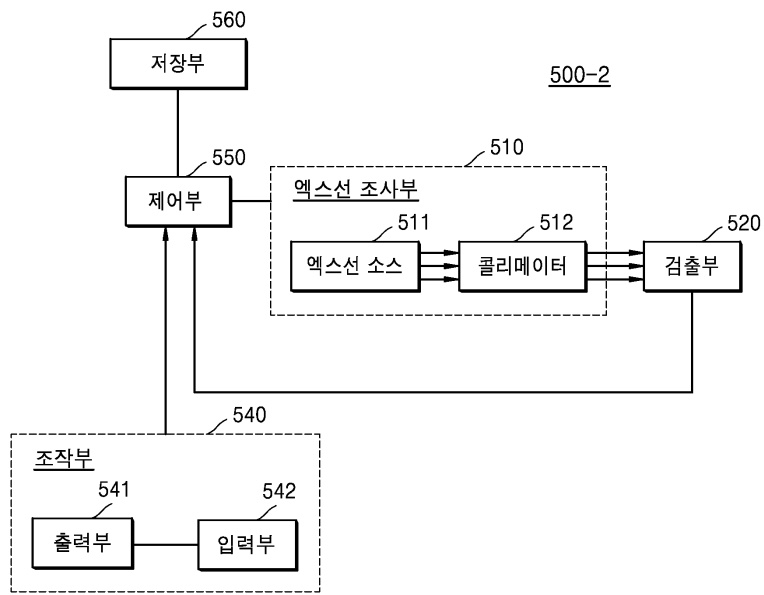 560
저장부
500-2
550
제어부
510
엑스선 조사부
511
엑스선 소스
512
콜리메이터
520
검출부
540
조작부
541
출력부
542
입력부